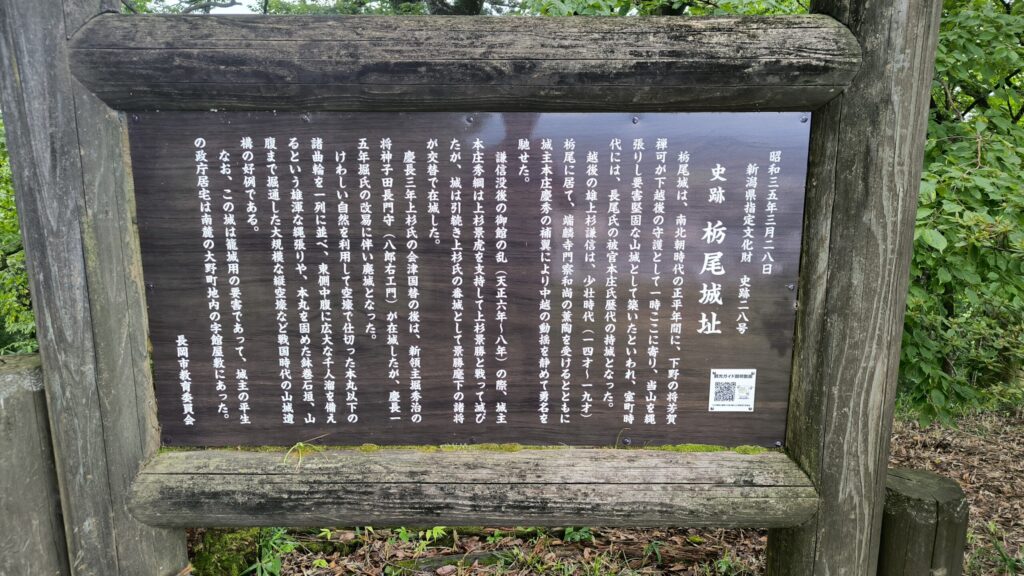 昭和三五年三月二八日
新潟県指定文化財　史跡一八号
史跡　栃尾城址
栃尾城は、南北朝時代の正平年間に、下野の将芳賀
禅可が下越後の守護として一時ここに寄り、当山を縄
張りし要害堅固な山城として築いたといわれ、室町時
代には、長尾氏の被官本庄氏歴代の持城となった。
越後の雄上杉謙信は、少壮時代（一四才～一九才）
栃尾に居て、瑞麟寺門察和尚の薫陶を受けるとともに
城主本庄慶秀の補翼により中越の動揺を静めて勇名を
馳せた。
謙信没後の御館の乱（天正六年～八年）の際、城主
本庄秀綱は上杉景虎を支持して上杉景勝と戦って滅び
たが、城は引続き上杉氏の番城として景勝麾下の諸将
が交替で在城した。
慶長三年上杉氏の会津国替の後は、新領主堀秀治の
将神子田長門守（八郎右エ門）が在城したが、慶長一
五年堀氏の改易に伴い廃城となった。
けわしい自然を利用して空濠で仕切った本丸以下の
諸曲輪を一列に並べ、東側中腹に広大な千人溜を備え
るという雄渾な縄張りや、本丸を固めた野面石垣、山
腹まで掘通した大規模な縦空濠など戦国時代の山城遺
構の好例である。
なお、この城は籠城用の要害であって、城主の平生
の政庁居宅は南麓の大野町地内の字館屋敷にあった。
長岡市教育委員会